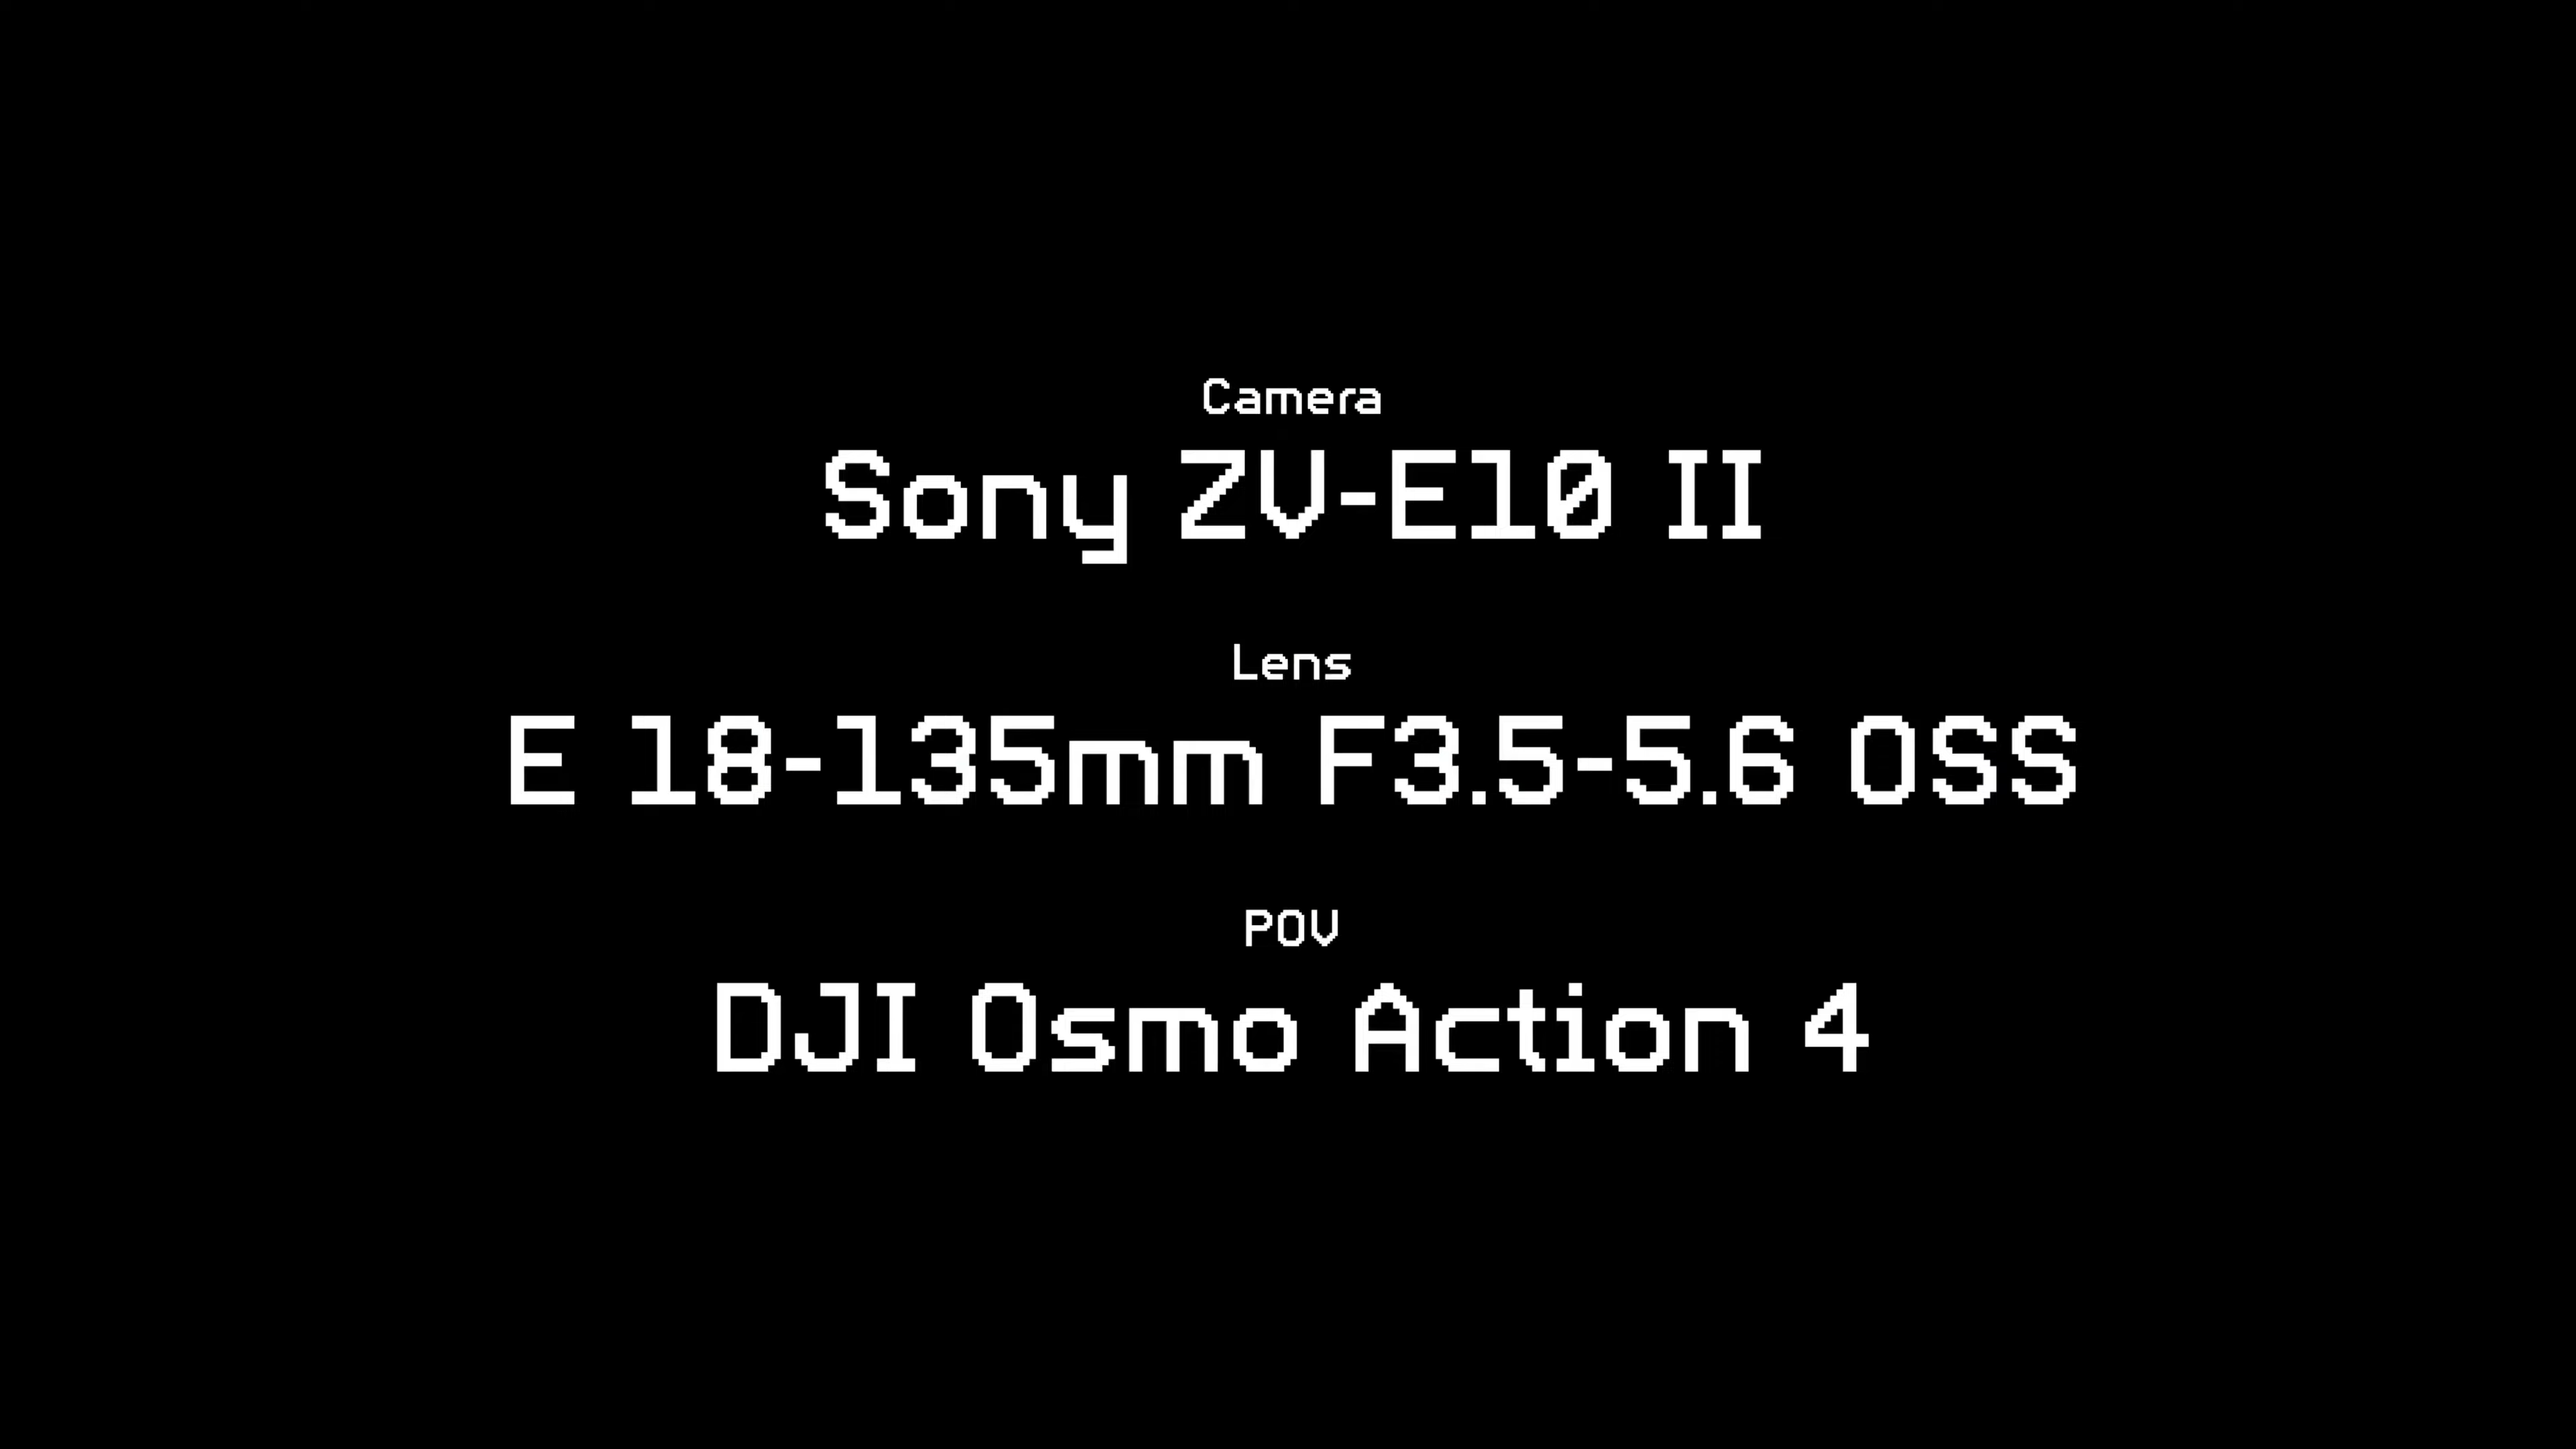 Camera
Sony ZV-E10 II
Lens
E 18-135mm F3.5-5.6 OSS
POV
DJI Osmo Action 4